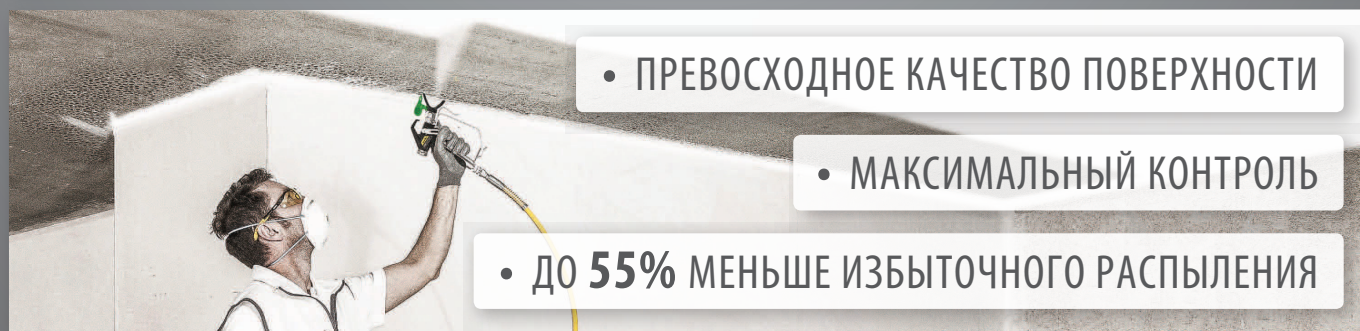 • ПРЕВОСХОДНОЕ КАЧЕСТВО ПОВЕРХНОСТИ
• МАКСИМАЛЬНЫЙ КОНТРОЛЬ
• ДО 55% МЕНЬШЕ ИЗБЫТОЧНОГО РАСПЫЛЕНИЯ